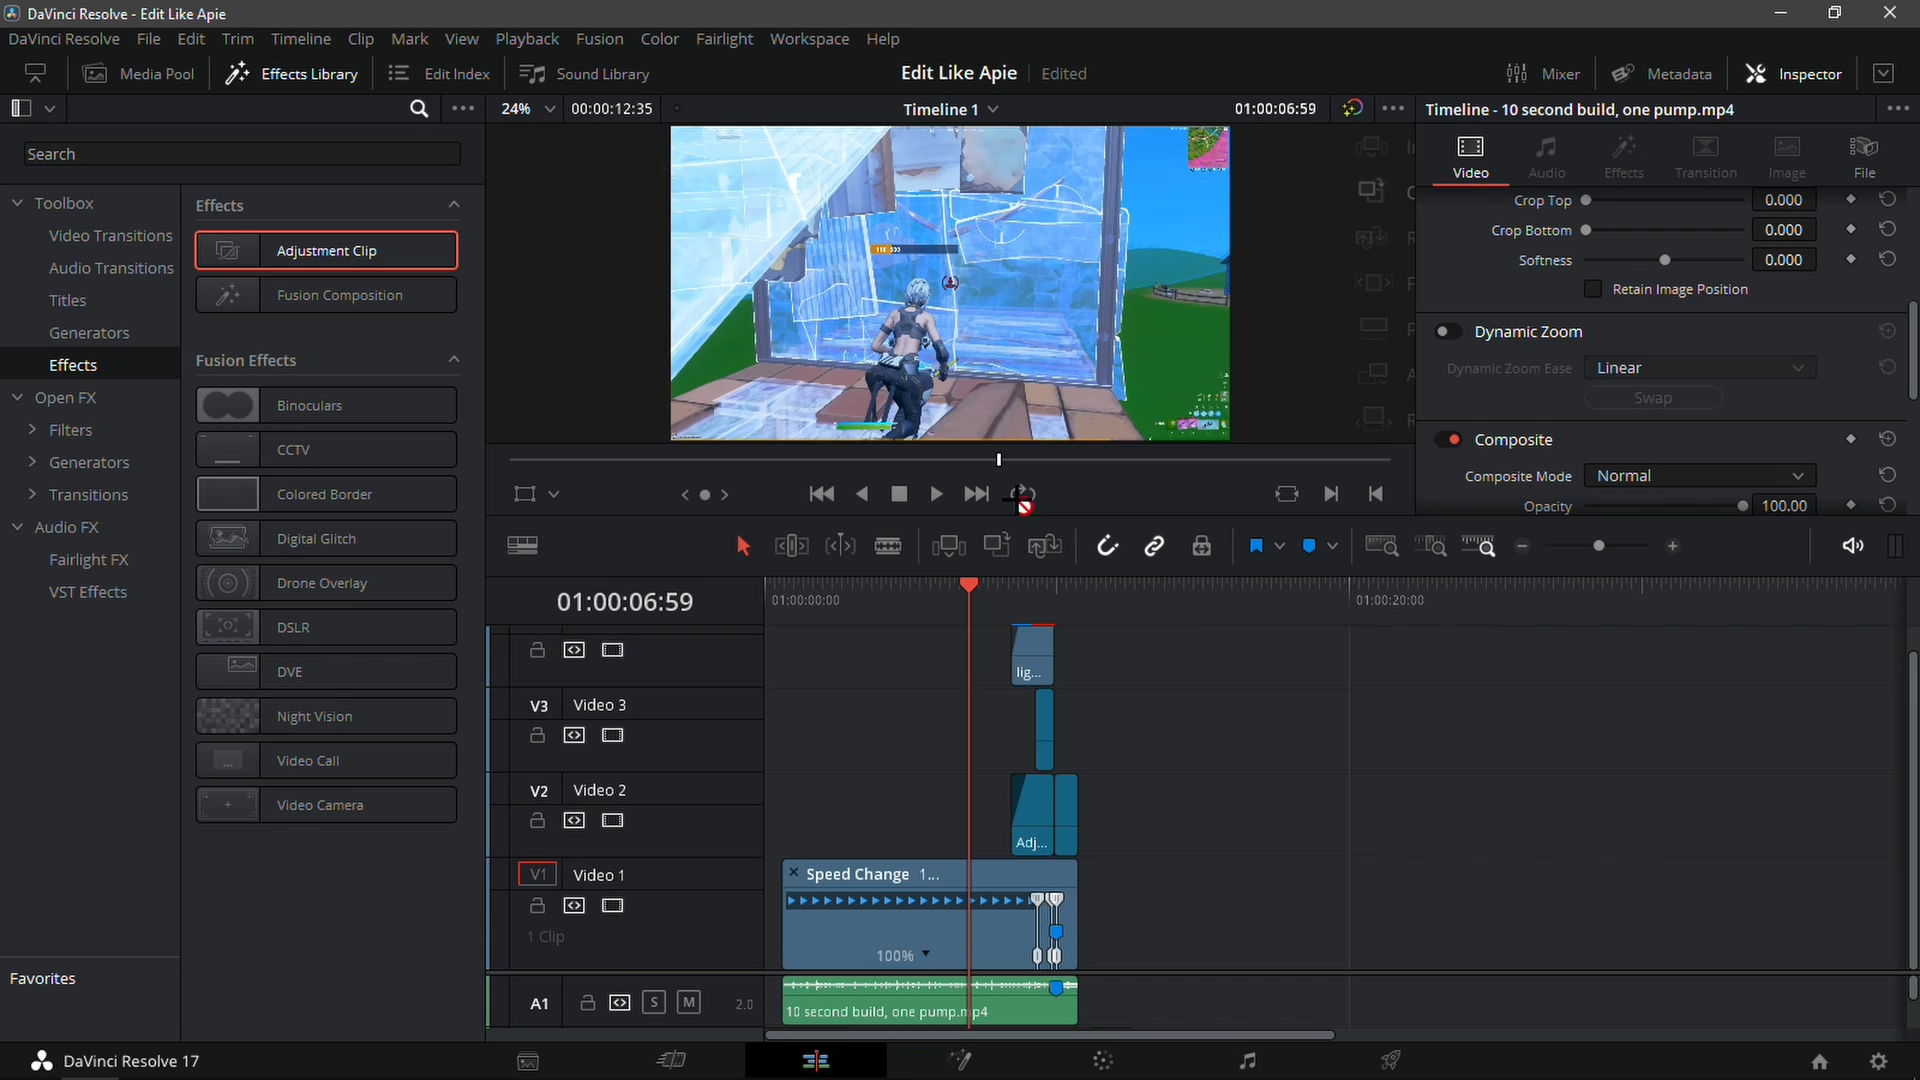 DaVinci Resolve - Edit Like Apie
DaVinci Resolve File Edit Trim Timeline Clip Mark View Playback Fusion Color Fairlight Workspace Help
Media Pool Effects Library Edit Index Sound Library Edit Like Apie Edited Mixer Metadata Inspector
24% 00:00:12:35 Timeline 1 01:00:06:59 Timeline - 10 second build, one pump.mp4
Search
Video Audio Effects Transition Image File
Toolbox
Video Transitions
Audio Transitions
Titles
Generators
Effects
Open FX
Filters
Generators
Transitions
Audio FX
Fairlight FX
VST Effects
Favorites
Effects
Adjustment Clip
Fusion Composition
Fusion Effects
Binoculars
CCTV
Colored Border
Digital Glitch
Drone Overlay
DSLR
DVE
Night Vision
Video Call
Video Camera
Crop Top 0.000
Crop Bottom 0.000
Softness 0.000
Retain Image Position
Dynamic Zoom
Dynamic Zoom Ease Linear
Swap
Composite
Composite Mode Normal
Opacity 100.00
01:00:06:59 01:00:00:00 01:00:20:00
lig...
V3 Video 3
V2 Video 2
Adj...
V1 Video 1
Speed Change 1...
1 Clip
100%
A1 S M 2.0
10 second build, one pump.mp4
DaVinci Resolve 17